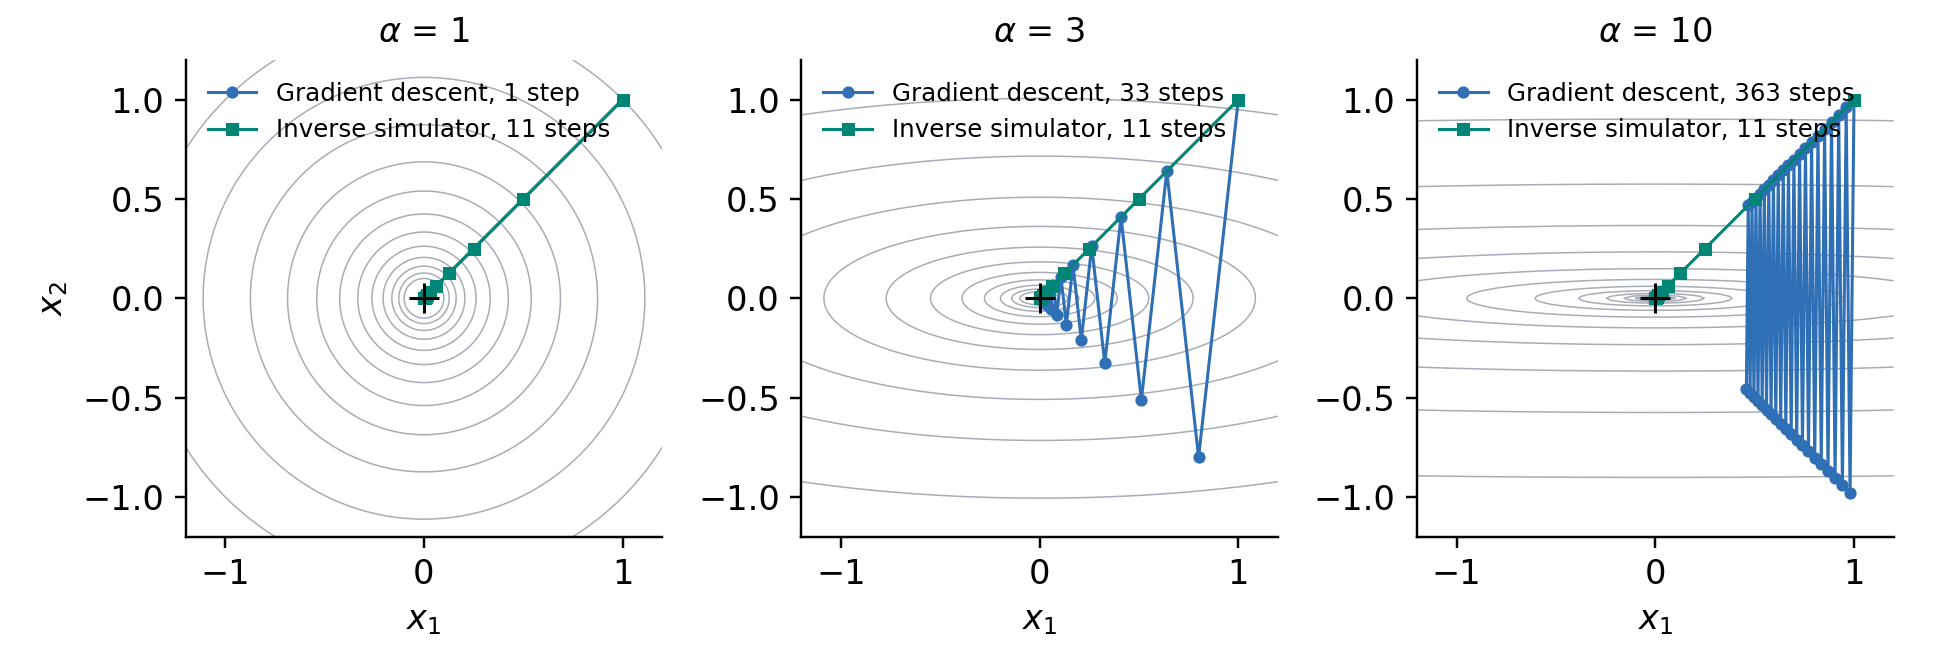 α = 1
Gradient descent, 1 step
Inverse simulator, 11 steps
1.0
0.5
0.0
−0.5
−1.0
x₂
−1
0
1
x₁
α = 3
Gradient descent, 33 steps
Inverse simulator, 11 steps
1.0
0.5
0.0
−0.5
−1.0
−1
0
1
x₁
α = 10
Gradient descent, 363 steps
Inverse simulator, 11 steps
1.0
0.5
0.0
−0.5
−1.0
−1
0
1
x₁